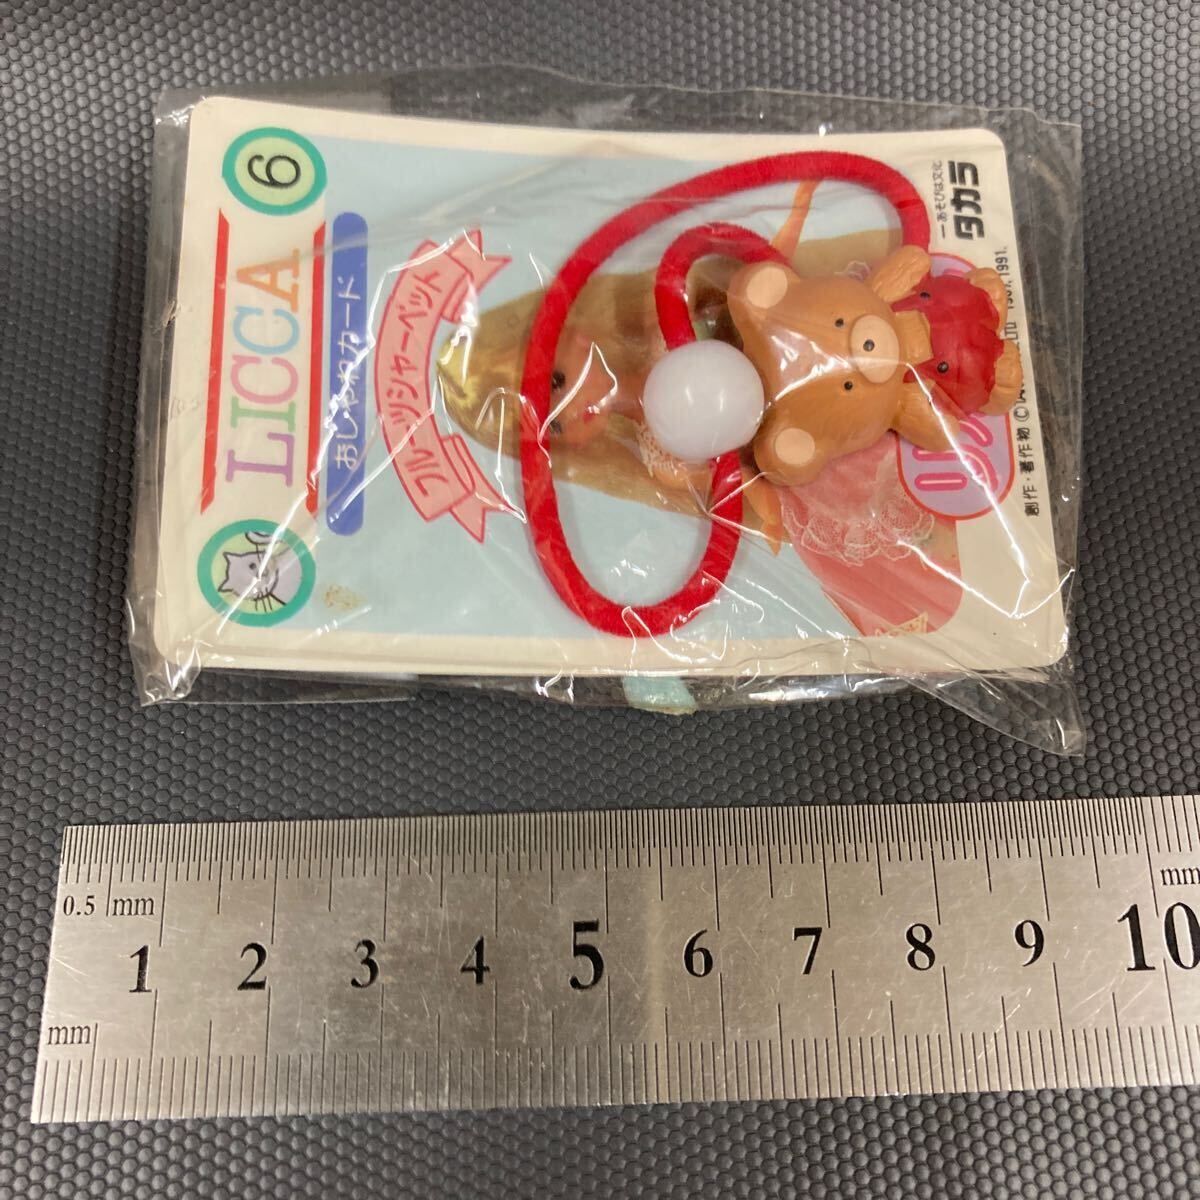 6
LICCA
おしゃれカード
フルーツシャーベット
―あそびは文化
タカラ
創作・著作物 ©
1991.
0.5 mm
mm
1 2 3 4 5 6 7 8 9 10
mm